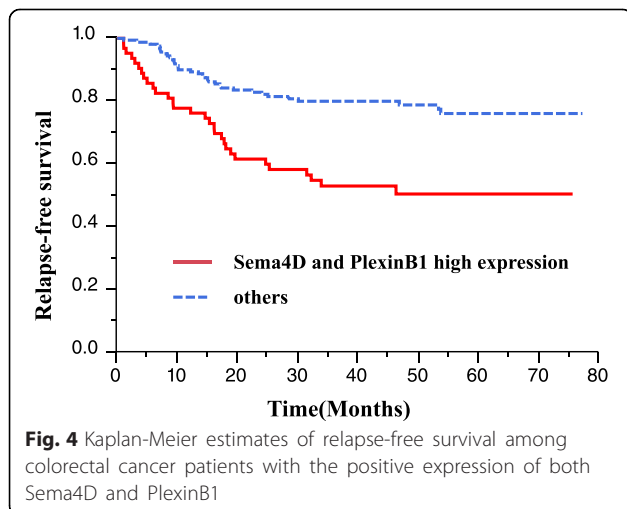 1.0
0.8
0.6
0.4
0.2
0.0
Relapse-free survival
Sema4D and PlexinB1 high expression
others
0 10 20 30 40 50 60 70 80
Time(Months)
Fig. 4 Kaplan-Meier estimates of relapse-free survival among
colorectal cancer patients with the positive expression of both
Sema4D and PlexinB1